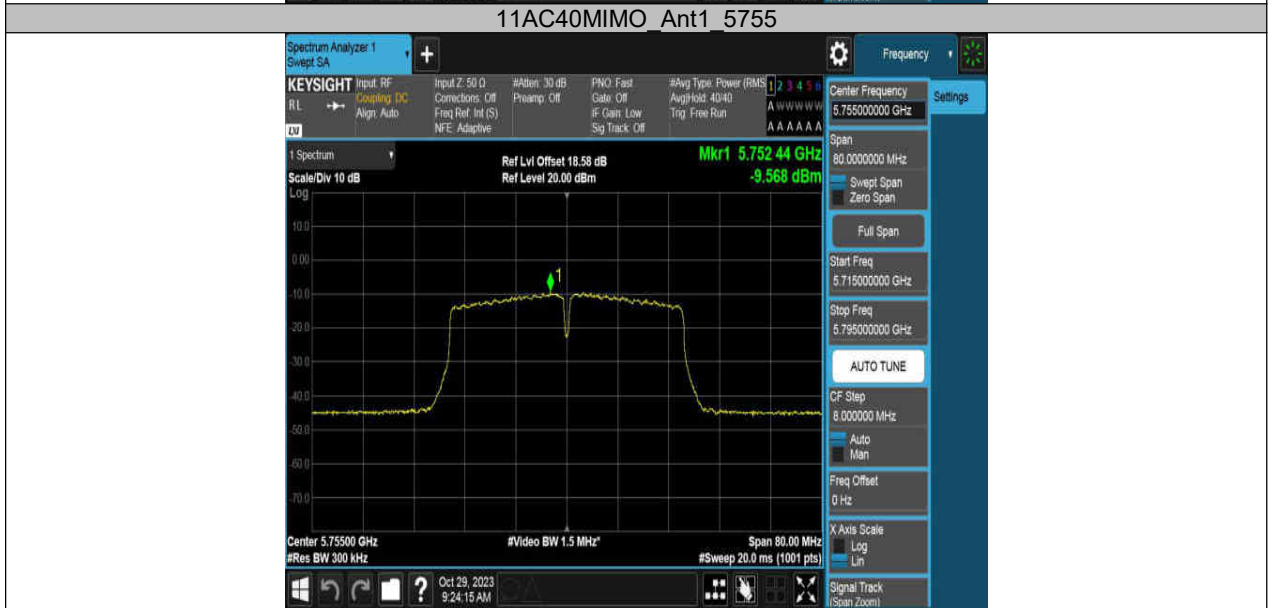 11AC40MIMO_Ant1_5755
Spectrum Analyzer 1
Swept SA
+
Frequency
KEYSIGHT
RL
LXI
Input: RF
Coupling: DC
Align: Auto
Input Z: 50 Ω
Corrections: Off
Freq Ref: Int (S)
NFE: Adaptive
#Atten: 30 dB
Preamp: Off
PNO: Fast
Gate: Off
IF Gain: Low
Sig Track: Off
#Avg Type: Power (RMS
Avg|Hold: 40/40
Trig: Free Run
1 2 3 4 5 6
A W W W W W
A A A A A A
1 Spectrum
Scale/Div 10 dB
Log
Ref Lvl Offset 18.58 dB
Ref Level 20.00 dBm
Mkr1 5.752 44 GHz
-9.568 dBm
10.0
0.00
-10.0
-20.0
-30.0
-40.0
-50.0
-60.0
-70.0
1
Center 5.75500 GHz
#Res BW 300 kHz
#Video BW 1.5 MHz*
Span 80.00 MHz
#Sweep 20.0 ms (1001 pts)
?
Oct 29, 2023
9:24:15 AM
Center Frequency
5.755000000 GHz
Settings
Span
80.0000000 MHz
Swept Span
Zero Span
Full Span
Start Freq
5.715000000 GHz
Stop Freq
5.795000000 GHz
AUTO TUNE
CF Step
8.000000 MHz
Auto
Man
Freq Offset
0 Hz
X Axis Scale
Log
Lin
Signal Track
(Span Zoom)